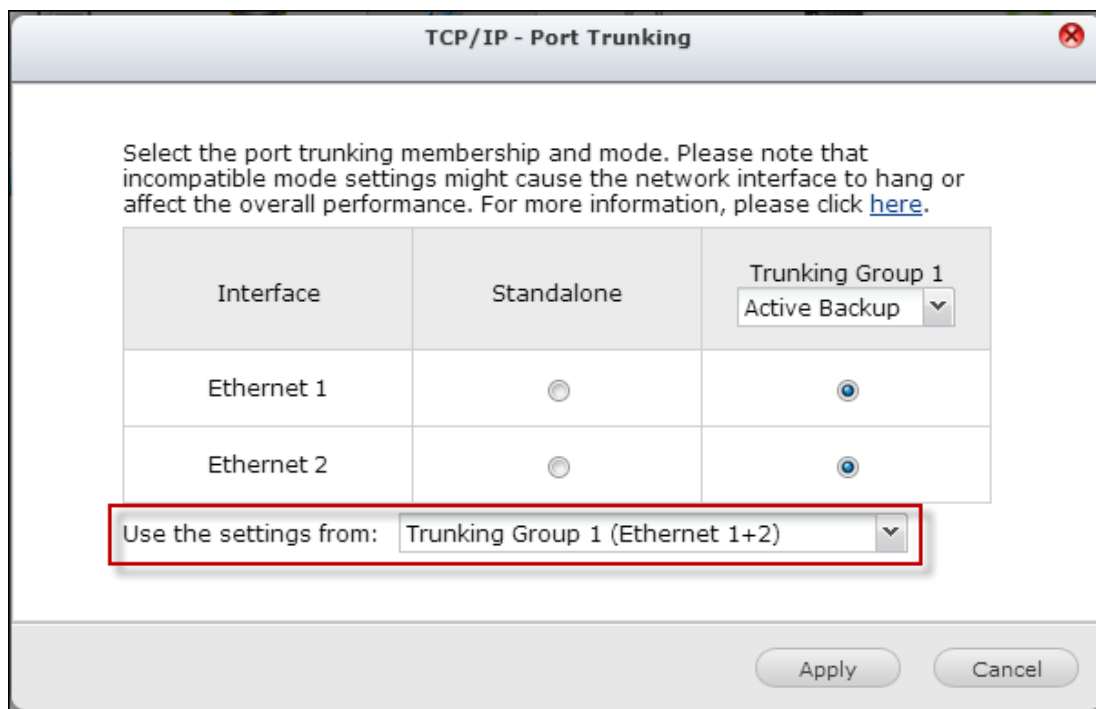 TCP/IP - Port Trunking
Select the port trunking membership and mode. Please note that
incompatible mode settings might cause the network interface to hang or
affect the overall performance. For more information, please click here.
Interface
Standalone
Trunking Group 1
Active Backup
Ethernet 1
Ethernet 2
Use the settings from: Trunking Group 1 (Ethernet 1+2)
Apply
Cancel